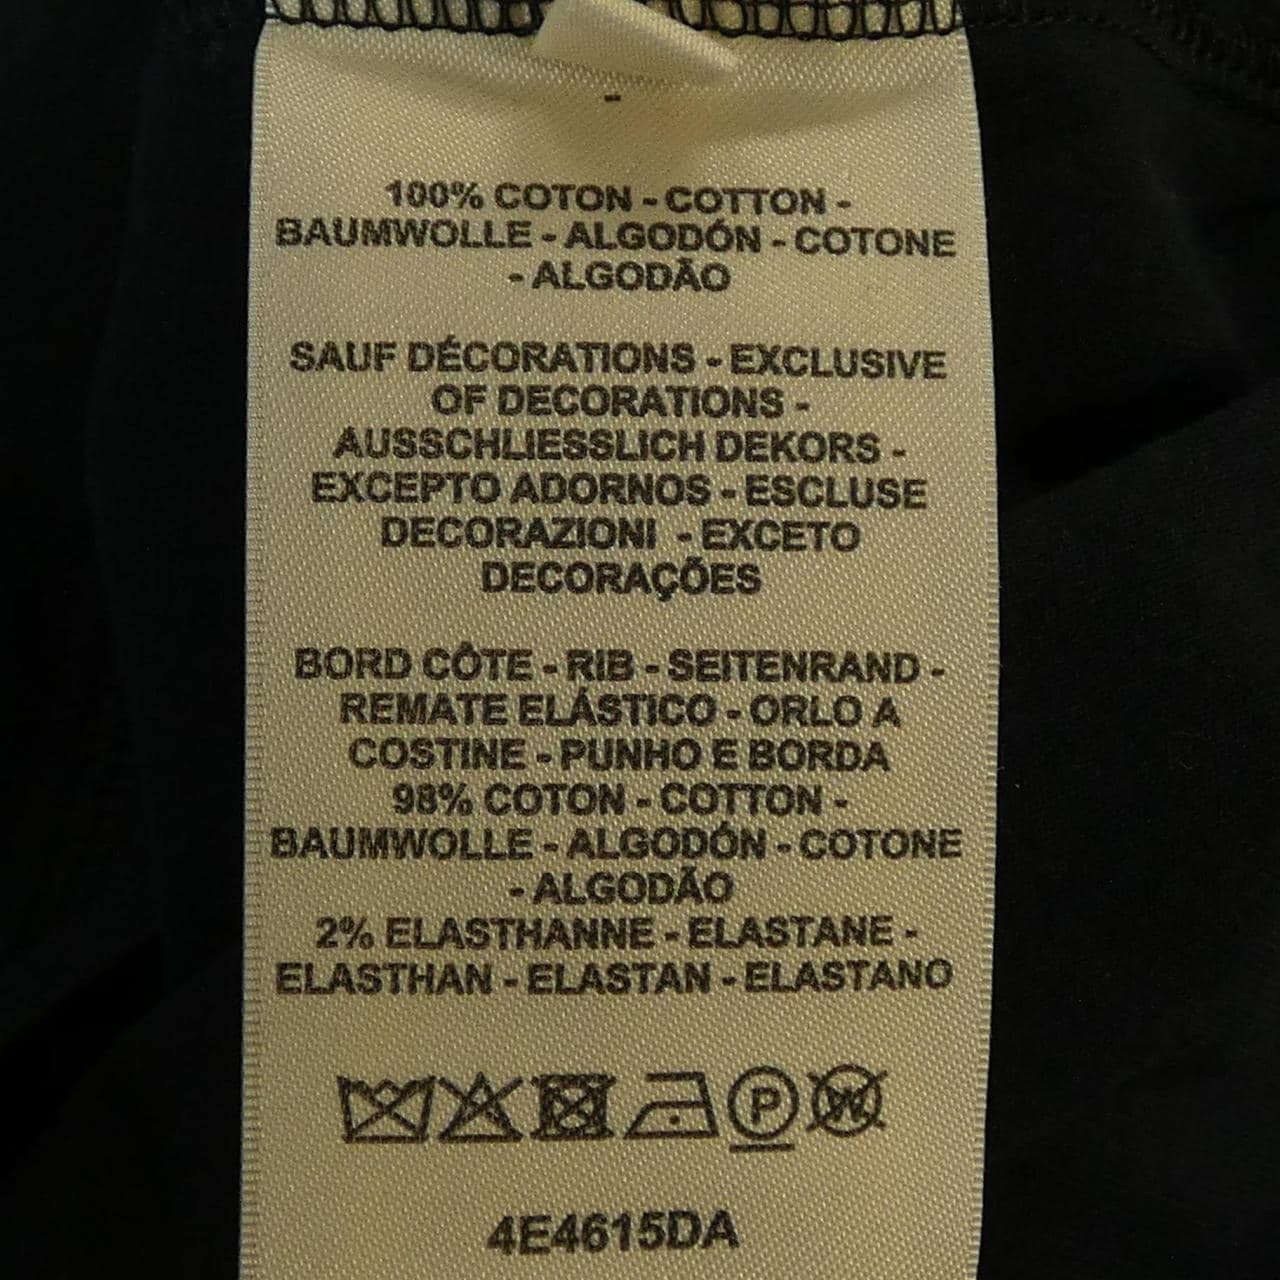 -
100% COTON - COTTON -
BAUMWOLLE - ALGODÓN - COTONE
- ALGODÃO
SAUF DÉCORATIONS - EXCLUSIVE
OF DECORATIONS -
AUSSCHLIESSLICH DEKORS -
EXCEPTO ADORNOS - ESCLUSE
DECORAZIONI - EXCETO
DECORAÇÕES
BORD CÔTE - RIB - SEITENRAND -
REMATE ELÁSTICO - ORLO A
COSTINE - PUNHO E BORDA
98% COTON - COTTON -
BAUMWOLLE - ALGODÓN - COTONE
- ALGODÃO
2% ELASTHANNE - ELASTANE -
ELASTHAN - ELASTAN - ELASTANO
P W
4E4615DA